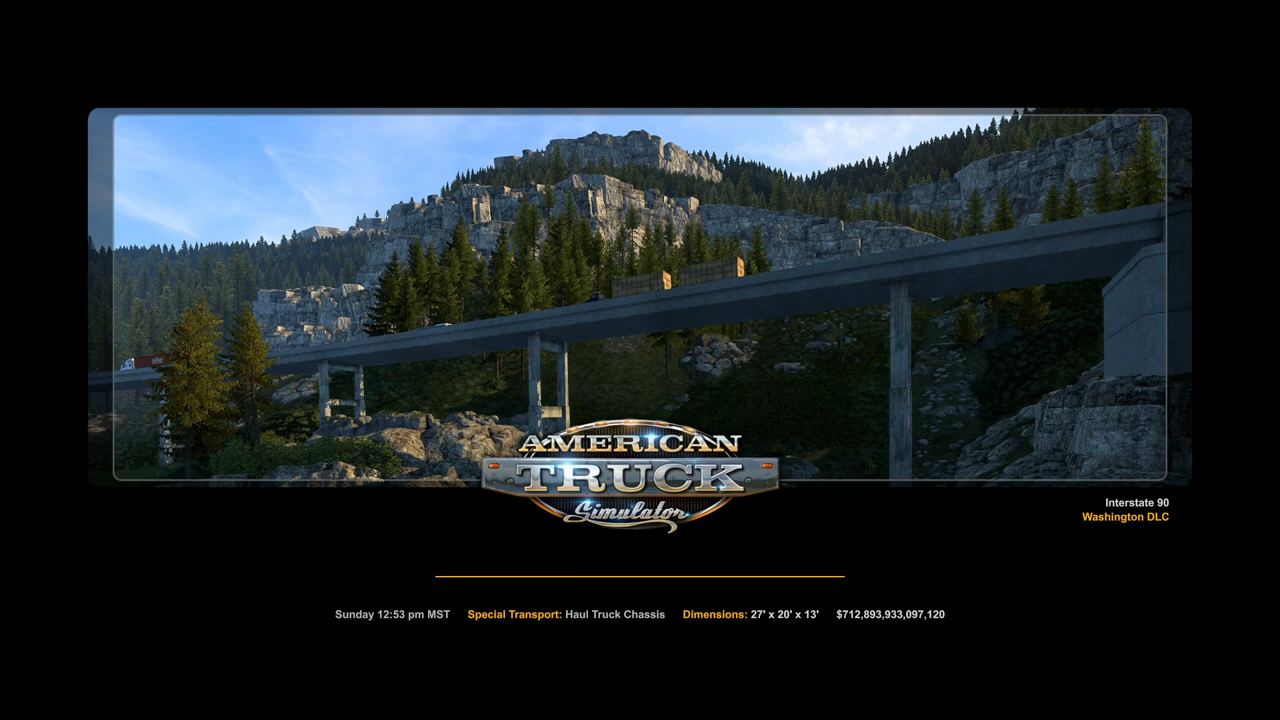 AMERICAN
TRUCK
Simulator
Interstate 90
Washington DLC
Sunday 12:53 pm MST Special Transport: Haul Truck Chassis Dimensions: 27' x 20' x 13' $712,893,933,097,120